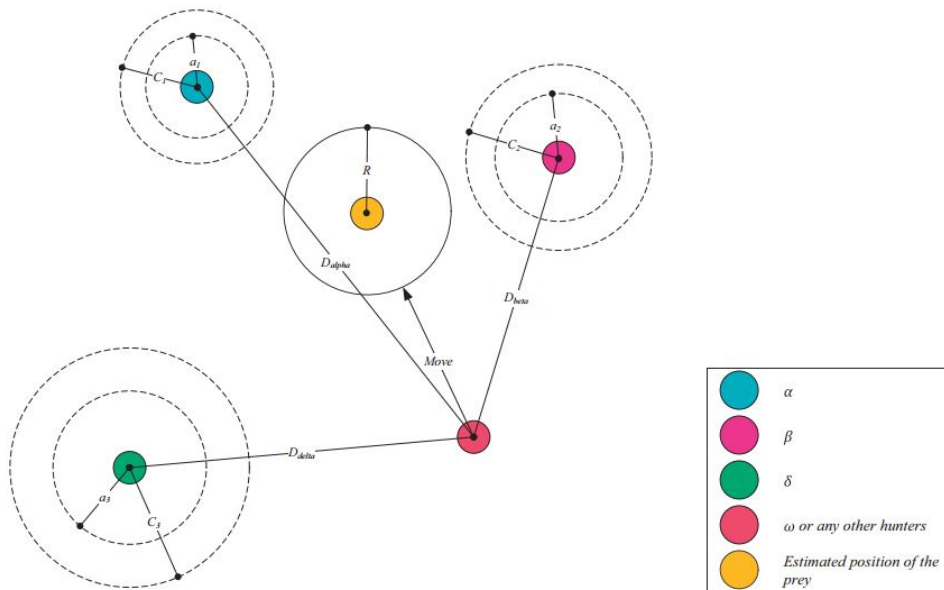 a1
C1
a2
C2
R
Dalpha
Dbeta
Move
Ddelta
a3
C3
α
β
δ
ω or any other hunters
Estimated position of the
prey